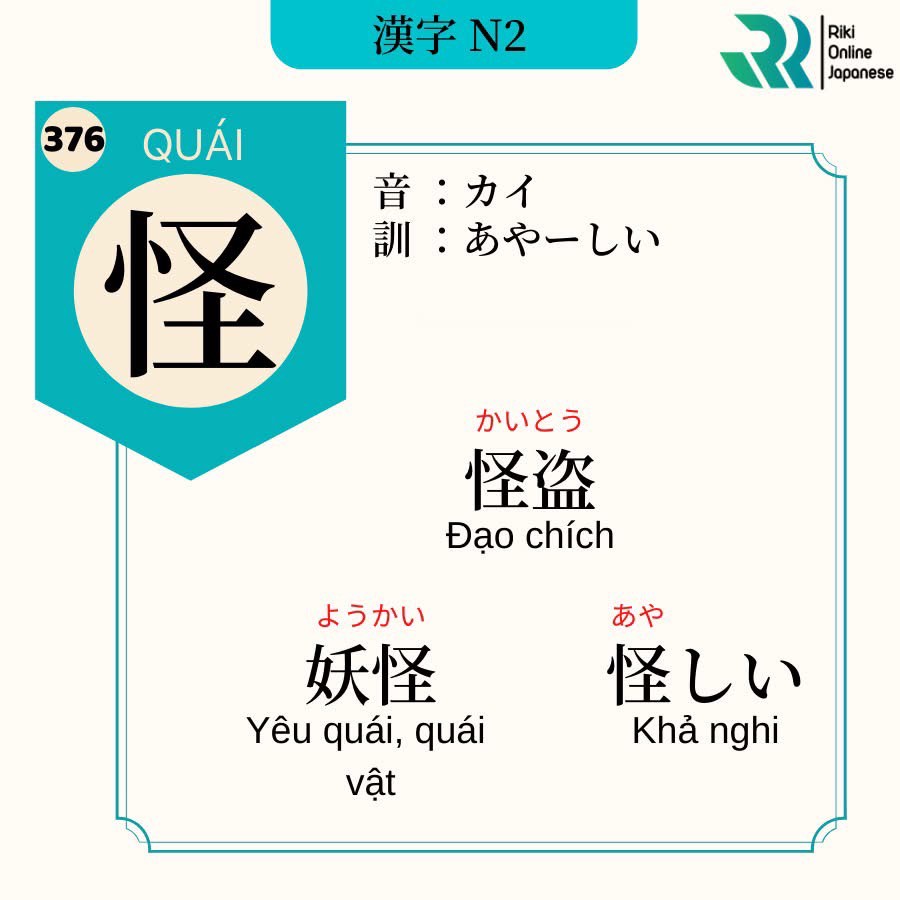 漢字 N2
Riki
Online
Japanese
376
QUÁI
怪
音 ：カイ
訓 ：あやーしい
かいとう
怪盗
Đạo chích
ようかい
妖怪
Yêu quái, quái
vật
あや
怪しい
Khả nghi